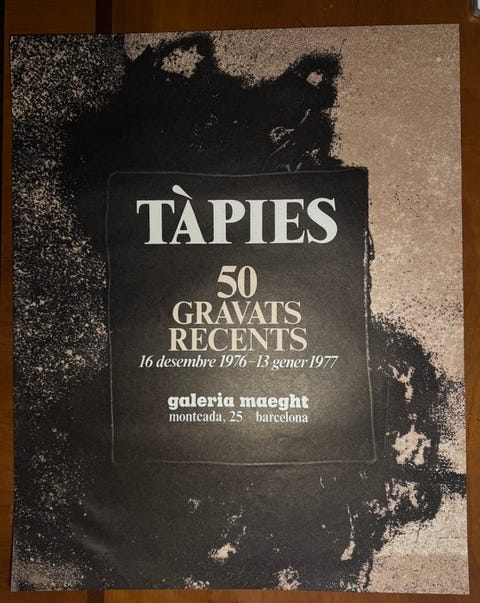 TÀPIES
50
GRAVATS
RECENTS
16 desembre 1976-13 gener 1977
galeria maeght
montcada, 25 - barcelona